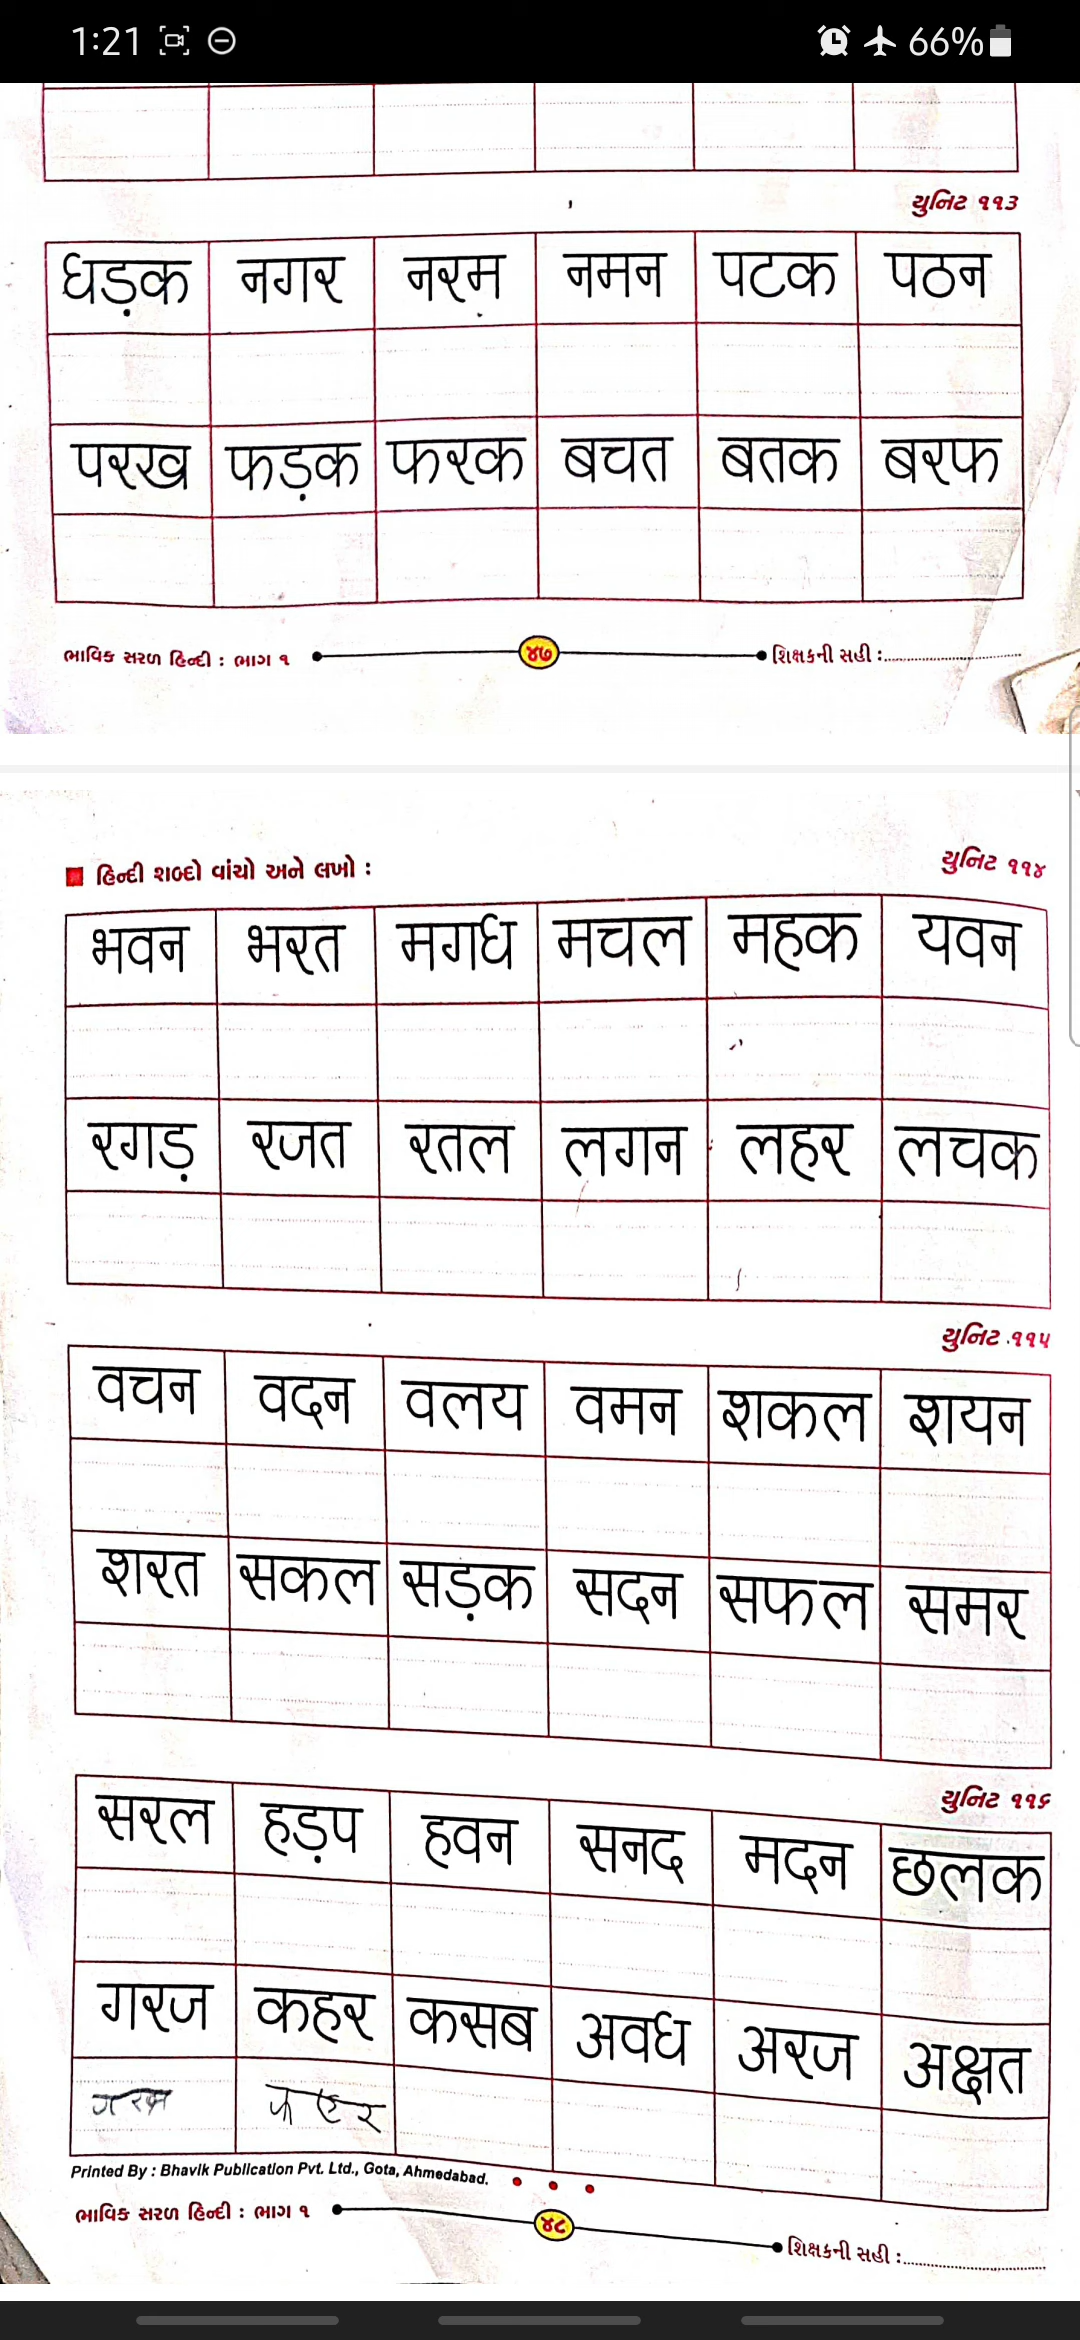 1:21 66%
યુનિટ ૧૧૩
धड़क नगर नरम नमन पटक पठन
परख फड़क फरक बचत बतक बरफ
ભાવિક સરળ હિન્દી : ભાગ ૧ ૪૭ શિક્ષકની સહી :
હિન્દી શબ્દો વાંચો અને લખો : યુનિટ ૧૧૪
भवन भरत मगध मचल महक यवन
रगड़ रजत रतल लगन लहर लचक
યુનિટ ૧૧૫
वचन वदन वलय वमन शकल शयन
शरत सकल सड़क सदन सफल समर
યુનિટ ૧૧૬
सरल हड़प हवन सनद मदन छलक
गरज कहर कसब अवध अरज अक्षत
Printed By : Bhavik Publication Pvt. Ltd., Gota, Ahmedabad.
ભાવિક સરળ હિન્દી : ભાગ ૧ ૪૮ શિક્ષકની સહી :